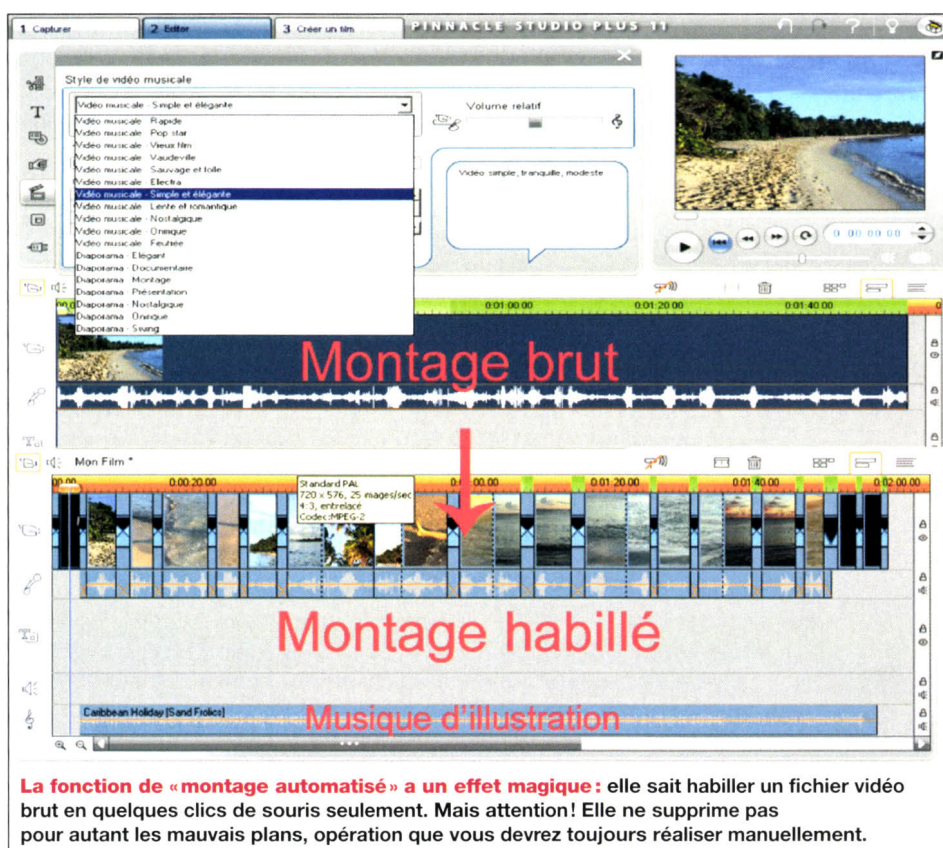 1 Capturer 2 Editer 3 Créer un film PINNACLE STUDIO PLUS 11
Style de vidéo musicale
Vidéo musicale - Simple et élégante
Volume relatif
Vidéo musicale - Rapide
Vidéo musicale - Pop star
Vidéo musicale - Vieux film
Vidéo musicale - Vaudeville
Vidéo musicale - Sauvage et folle
Vidéo musicale - Electra
Vidéo musicale - Simple et élégante
Vidéo musicale - Lente et romantique
Vidéo musicale - Nostalgique
Vidéo musicale - Onirique
Vidéo musicale - Feutrée
Diaporama - Elégant
Diaporama - Documentaire
Diaporama - Montage
Diaporama - Présentation
Diaporama - Nostalgique
Diaporama - Onirique
Diaporama - Swing
Vidéo simple, tranquille, modeste
0:00:00.00
0:01:00.00 0:01:20.00 0:01:40.00
Montage brut
Mon Film *
0:00:20.00 0:01:20.00 0:01:40.00 0:02:00.00
Standard PAL
720 x 576, 25 images/sec
4:3, entrelacé
Codec:MPEG-2
Montage habillé
Caribbean Holiday [Sand Frolics]
Musique d'illustration
La fonction de «montage automatisé» a un effet magique : elle sait habiller un fichier vidéo
brut en quelques clics de souris seulement. Mais attention ! Elle ne supprime pas
pour autant les mauvais plans, opération que vous devrez toujours réaliser manuellement.